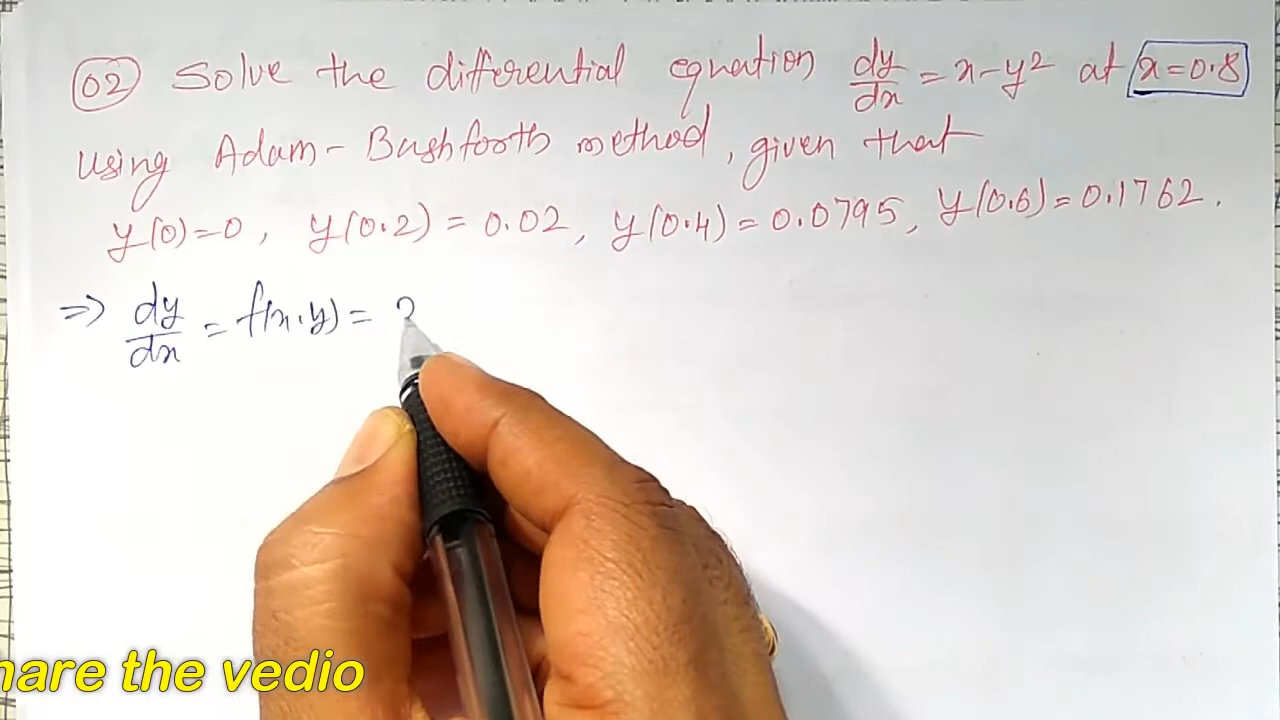 02 Solve the differential equation dy/dx = x-y² at x=0.8
using Adam-Bashforth method, given that
y(0)=0, y(0.2)=0.02, y(0.4)=0.0795, y(0.6)=0.1762.
⇒ dy/dx = f(x,y) =
hare the vedio